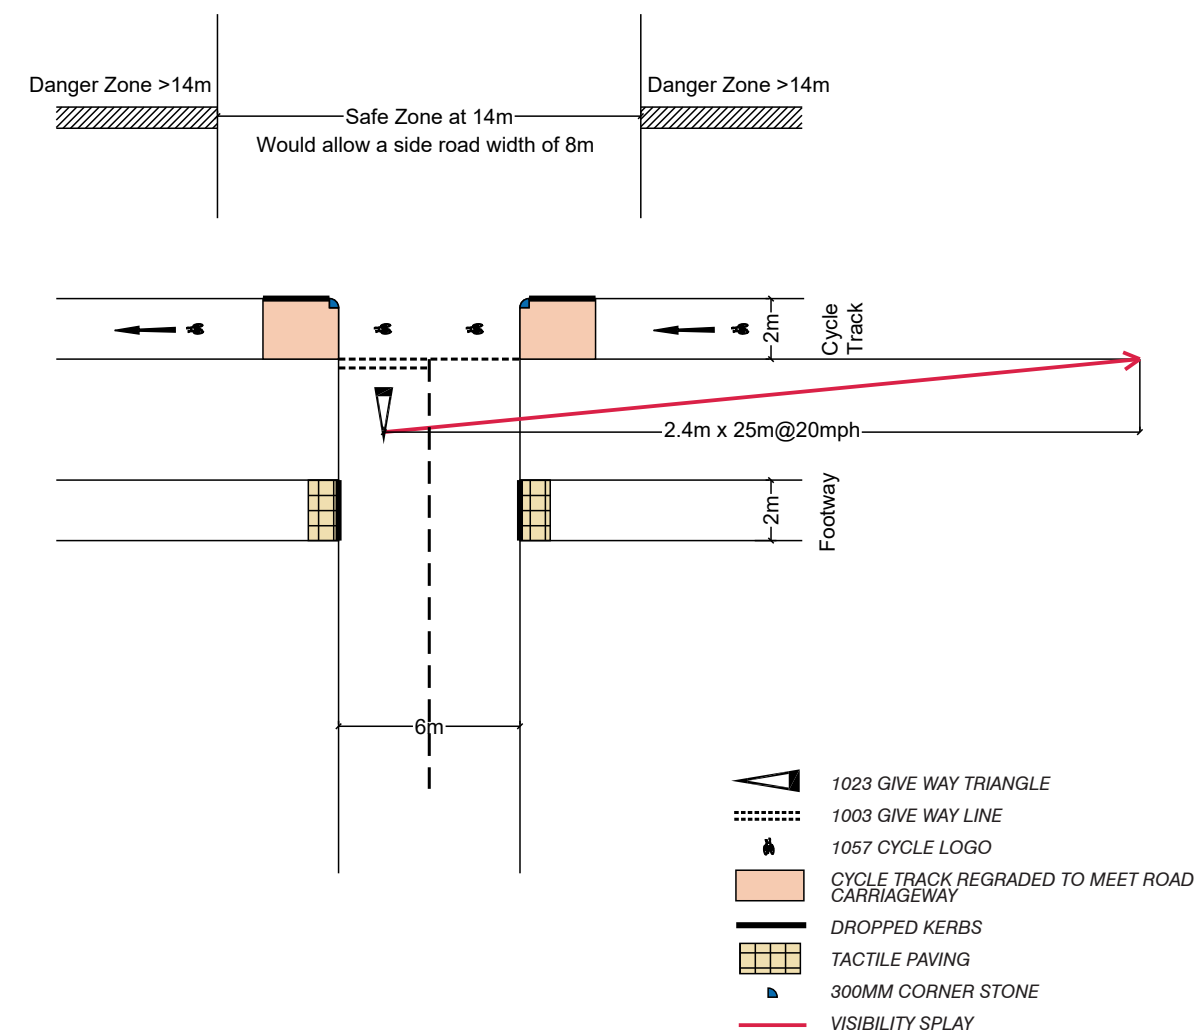 Danger Zone >14m
Danger Zone >14m
Safe Zone at 14m
Would allow a side road width of 8m
2m
Cycle
Track
2.4m x 25m@20mph
2m
Footway
6m
1023 GIVE WAY TRIANGLE
1003 GIVE WAY LINE
1057 CYCLE LOGO
CYCLE TRACK REGRADED TO MEET ROAD
CARRIAGEWAY
DROPPED KERBS
TACTILE PAVING
300MM CORNER STONE
VISIBILITY SPLAY